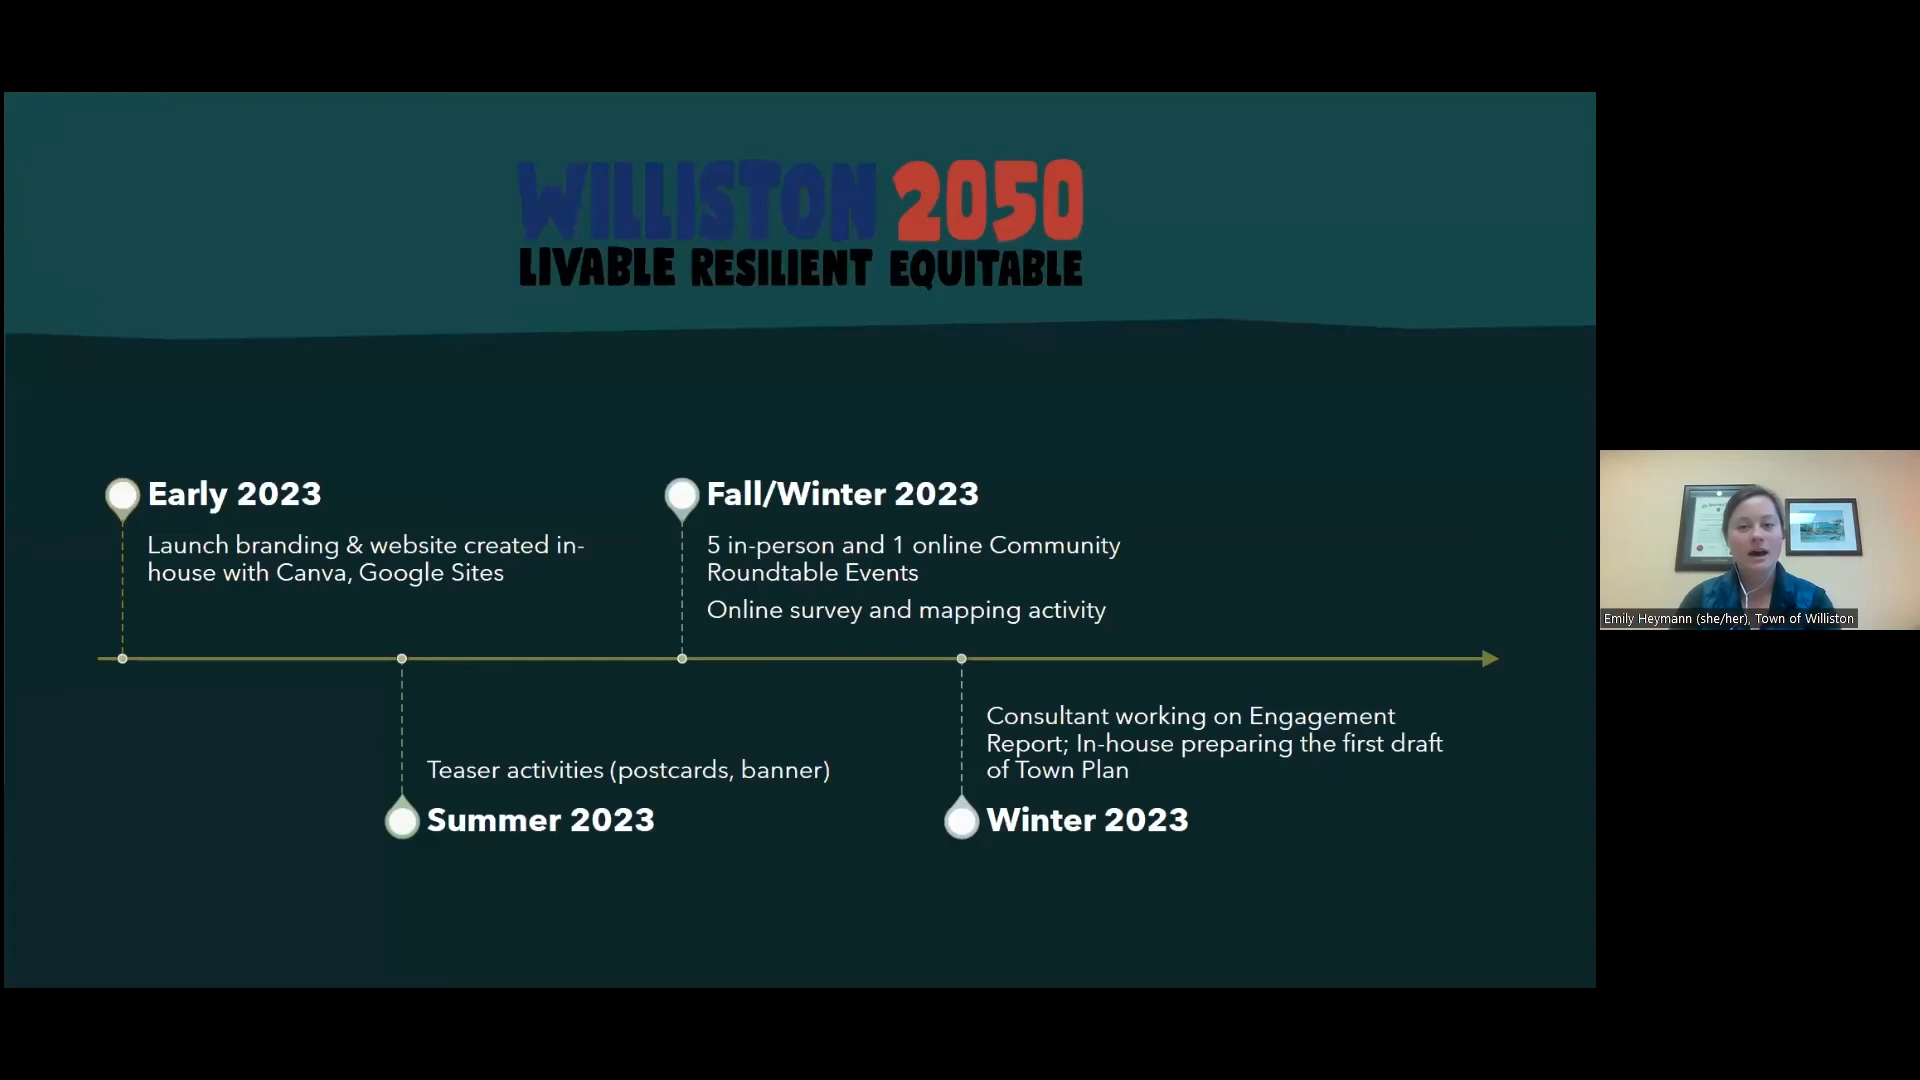 WILLISTON 2050
LIVABLE RESILIENT EQUITABLE
Early 2023
Launch branding & website created in-
house with Canva, Google Sites
Fall/Winter 2023
5 in-person and 1 online Community
Roundtable Events
Online survey and mapping activity
Teaser activities (postcards, banner)
Summer 2023
Consultant working on Engagement
Report; In-house preparing the first draft
of Town Plan
Winter 2023
Emily Heymann (she/her), Town of Williston